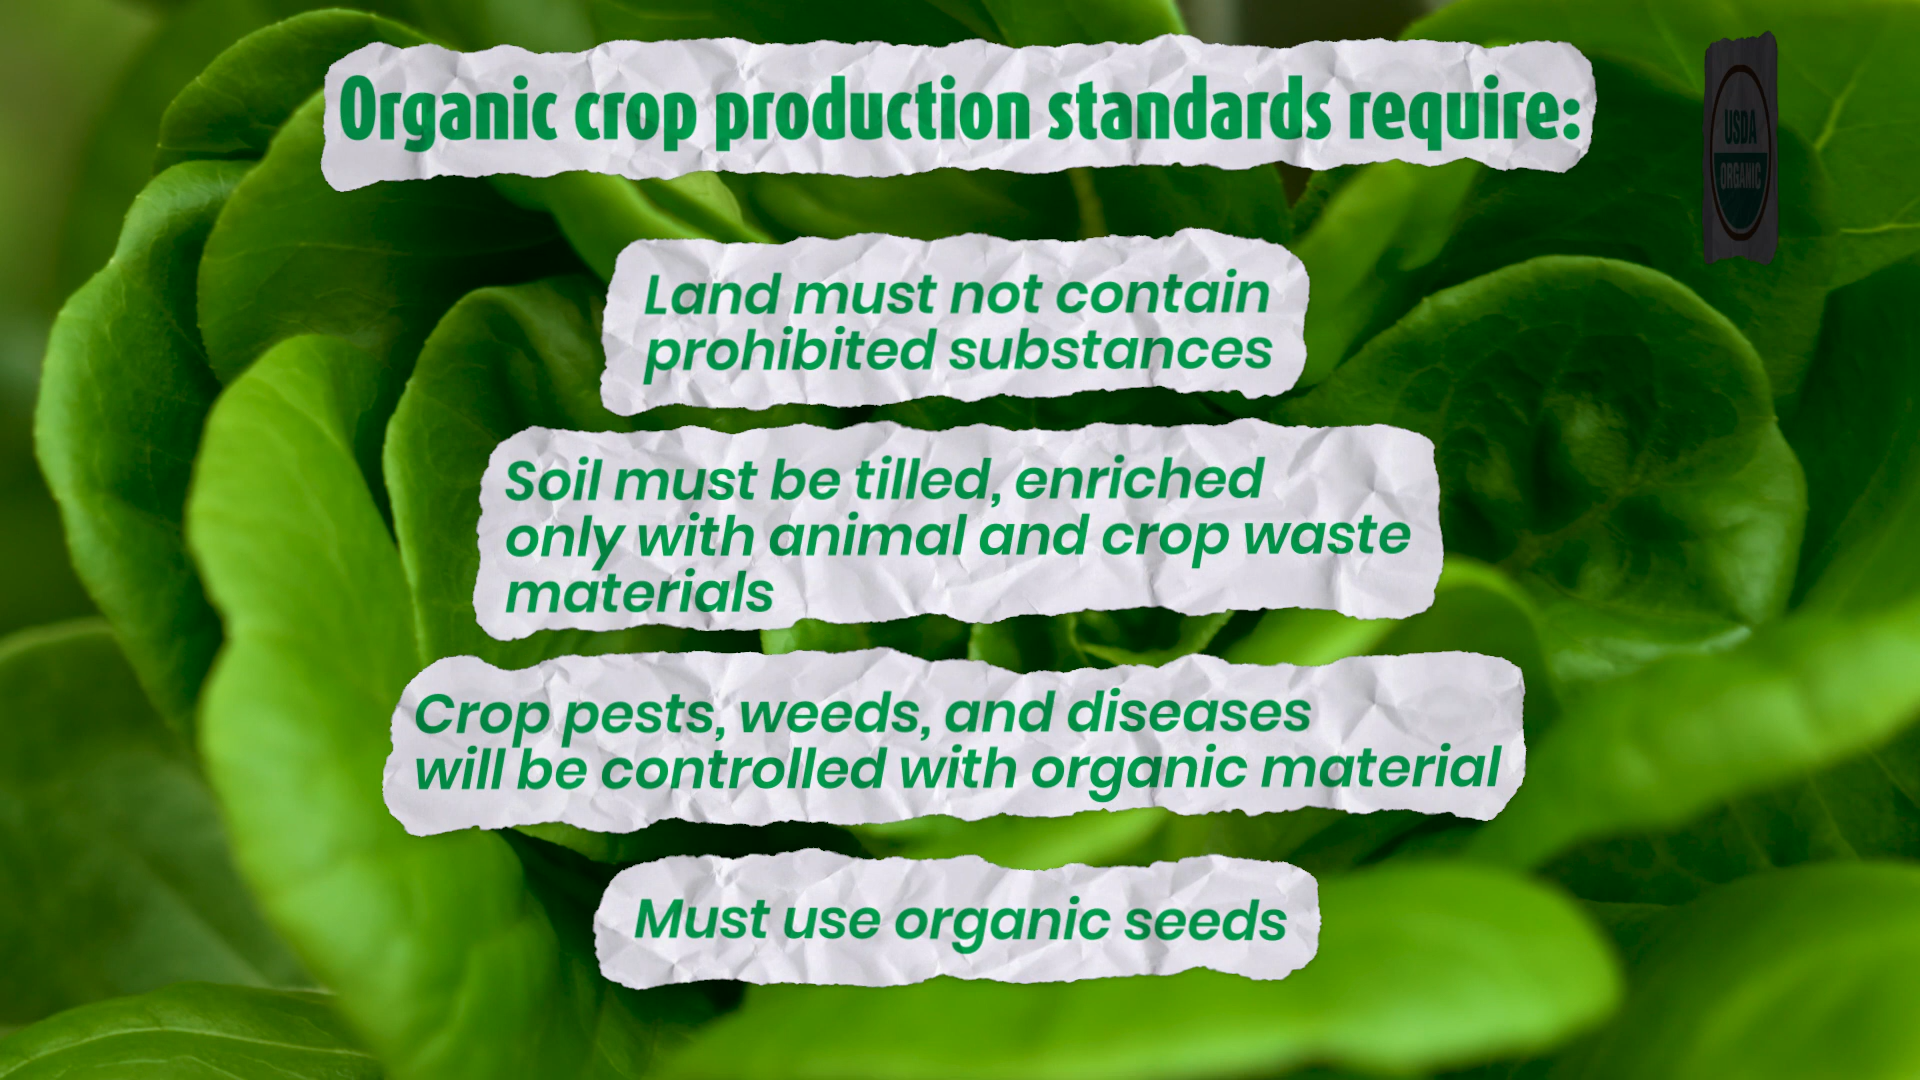 Organic crop production standards require:
USDA
ORGANIC
Land must not contain
prohibited substances
Soil must be tilled, enriched
only with animal and crop waste
materials
Crop pests, weeds, and diseases
will be controlled with organic material
Must use organic seeds